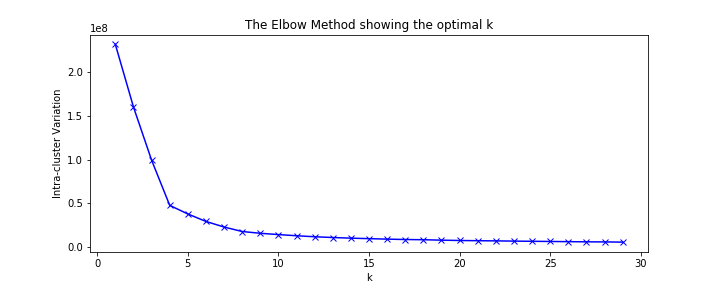 The Elbow Method showing the optimal k
1e8
2.0
1.5
1.0
0.5
0.0
Intra-cluster Variation
0 5 10 15 20 25 30
k